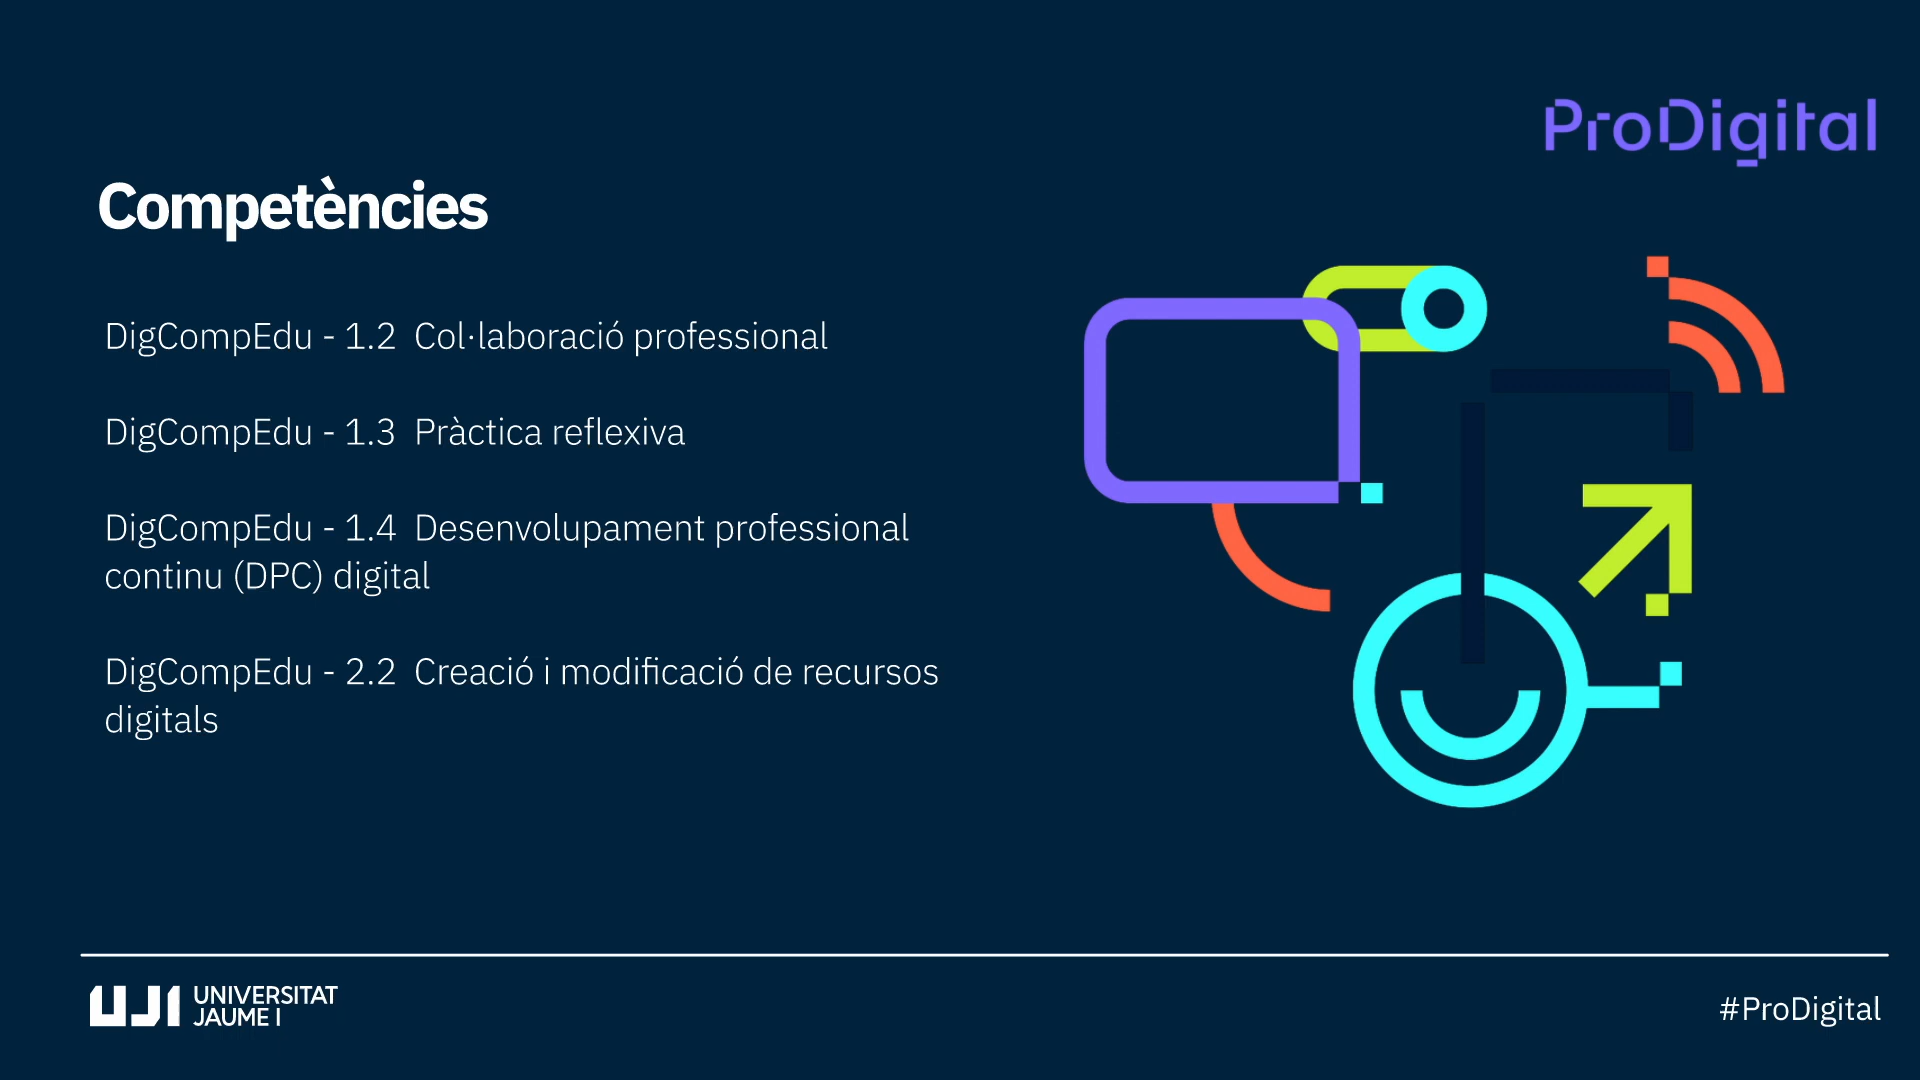 ProDigital
Competències
DigCompEdu - 1.2 Col·laboració professional
DigCompEdu - 1.3 Pràctica reflexiva
DigCompEdu - 1.4 Desenvolupament professional
continu (DPC) digital
DigCompEdu - 2.2 Creació i modificació de recursos
digitals
UJI UNIVERSITAT
JAUME I
#ProDigital